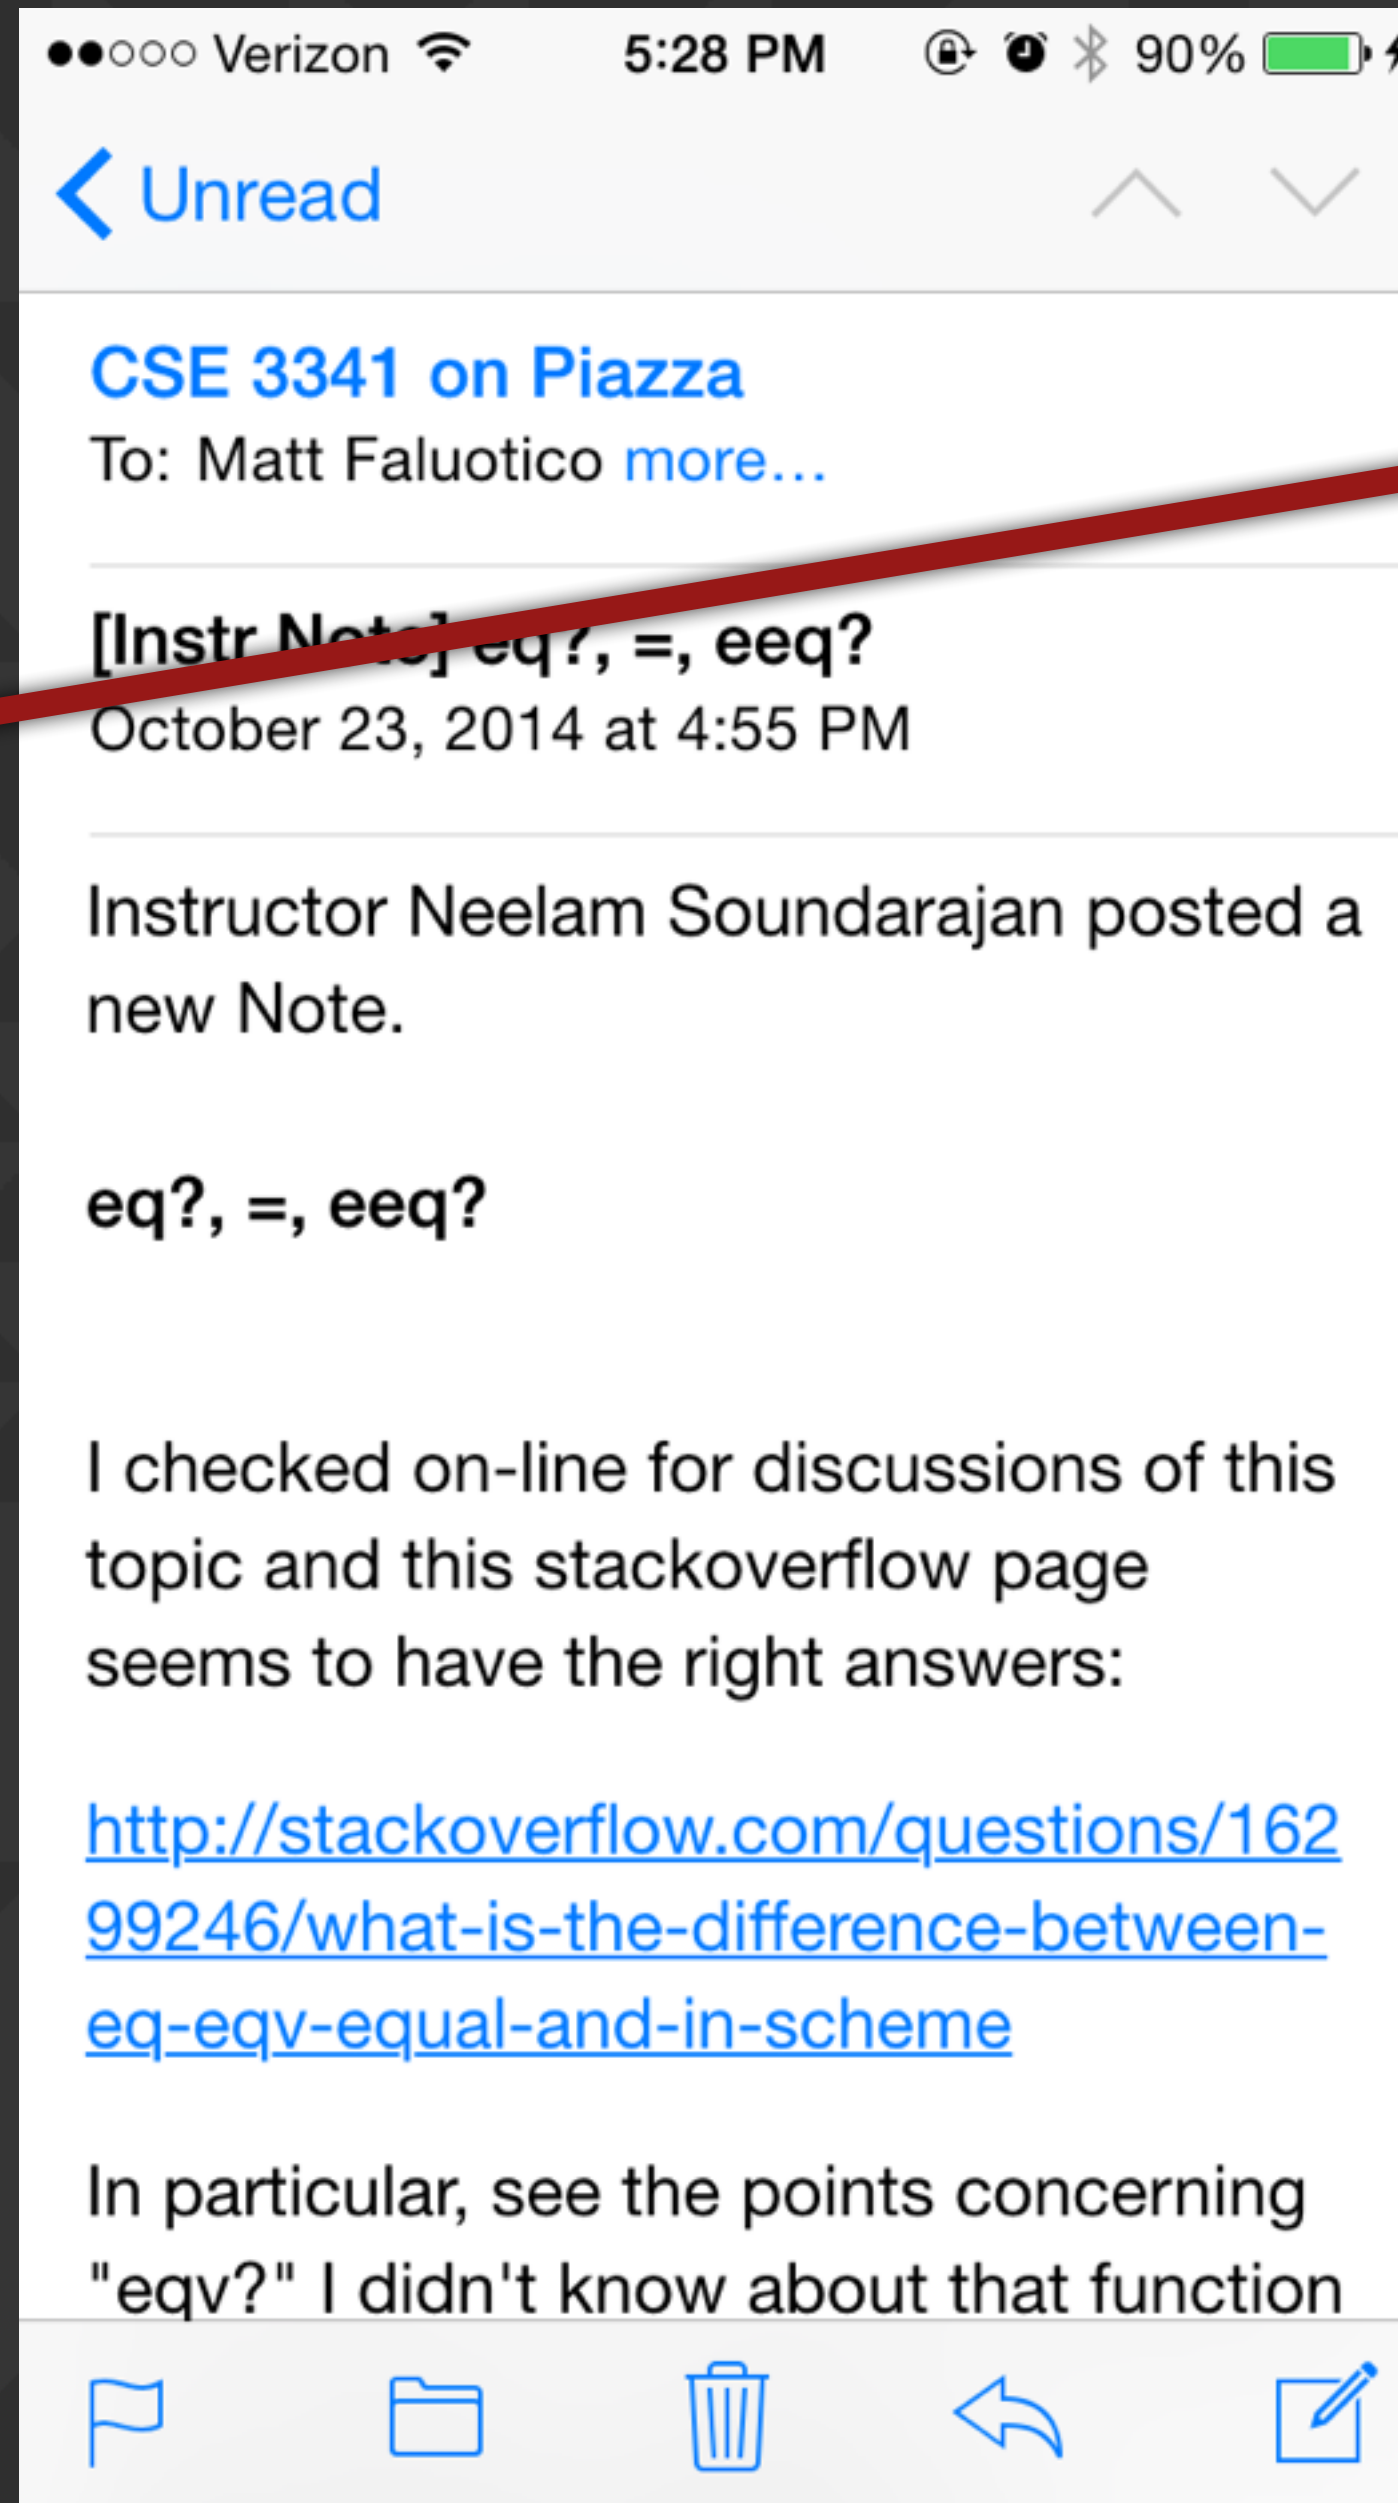 Verizon 5:28 PM 90%
Unread
CSE 3341 on Piazza
To: Matt Faluotico more...
[Instr Note] eq?, =, eeq?
October 23, 2014 at 4:55 PM
Instructor Neelam Soundarajan posted a
new Note.
eq?, =, eeq?
I checked on-line for discussions of this
topic and this stackoverflow page
seems to have the right answers:
http://stackoverflow.com/questions/162
99246/what-is-the-difference-between-
eq-eqv-equal-and-in-scheme
In particular, see the points concerning
"eqv?" I didn't know about that function